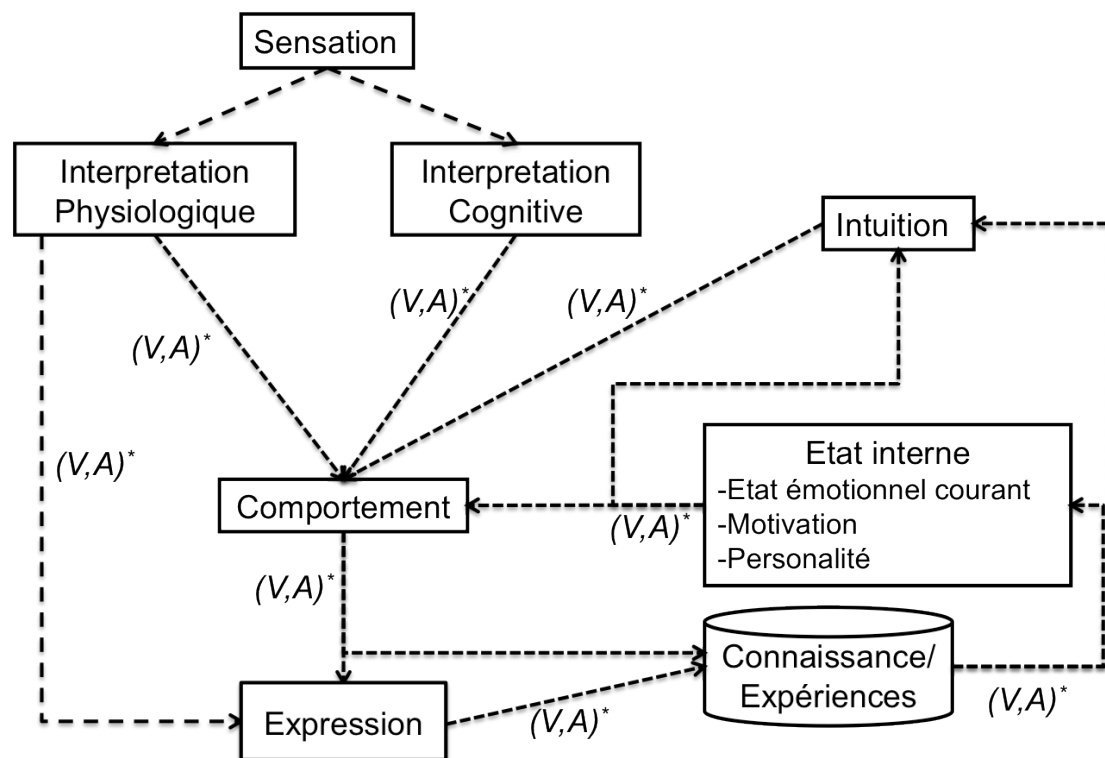 Sensation
Interpretation
Physiologique
Interpretation
Cognitive
Intuition
(V,A)*
(V,A)*
(V,A)*
(V,A)*
Etat interne
-Etat émotionnel courant
-Motivation
-Personalité
Comportement
(V,A)*
(V,A)*
Connaissance/
Expériences
(V,A)*
Expression
(V,A)*